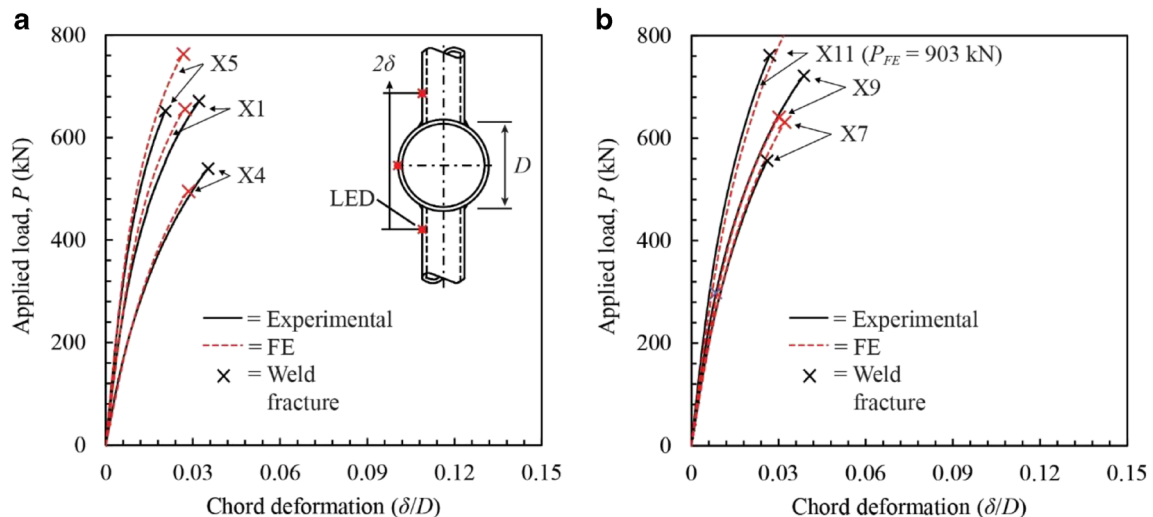 a
800
600
400
200
0
Applied load, P (kN)
0
0.03
0.06
0.09
0.12
0.15
Chord deformation (δ/D)
X5
X1
X4
2δ
D
LED
= Experimental
= FE
= Weld
fracture
b
800
600
400
200
0
Applied load, P (kN)
0
0.03
0.06
0.09
0.12
0.15
Chord deformation (δ/D)
X11 (P_FE = 903 kN)
X9
X7
= Experimental
= FE
= Weld
fracture